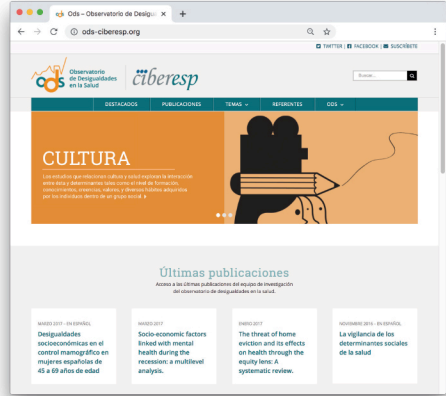 ods Ods – Observatorio de Desigu
ods-ciberesp.org
TWITTER | FACEBOOK | SUSCRÍBETE
ods Observatorio
de Desigualdades
en la Salud
ciberesp
Buscar...
DESTACADOS PUBLICACIONES TEMAS REFERENTES ODS
CULTURA
Los estudios que relacionan cultura y salud exploran la interacción
entre ésta y determinantes tales como el nivel de formación,
conocimientos, creencias, valores, y diversos hábitos adquiridos
por los individuos dentro de un grupo social.
Últimas publicaciones
Acceso a las últimas publicaciones del equipo de investigación
del observatorio de desigualdades en la salud.
MARZO 2017 - EN ESPAÑOL
Desigualdades
socioeconómicas en el
control mamográfico en
mujeres españolas de
45 a 69 años de edad
MARZO 2017
Socio-economic factors
linked with mental
health during the
recession: a multilevel
analysis.
ENERO 2017
The threat of home
eviction and its effects
on health through the
equity lens: A
systematic review.
NOVIEMBRE 2016 - EN ESPAÑOL
La vigilancia de los
determinantes sociales
de la salud